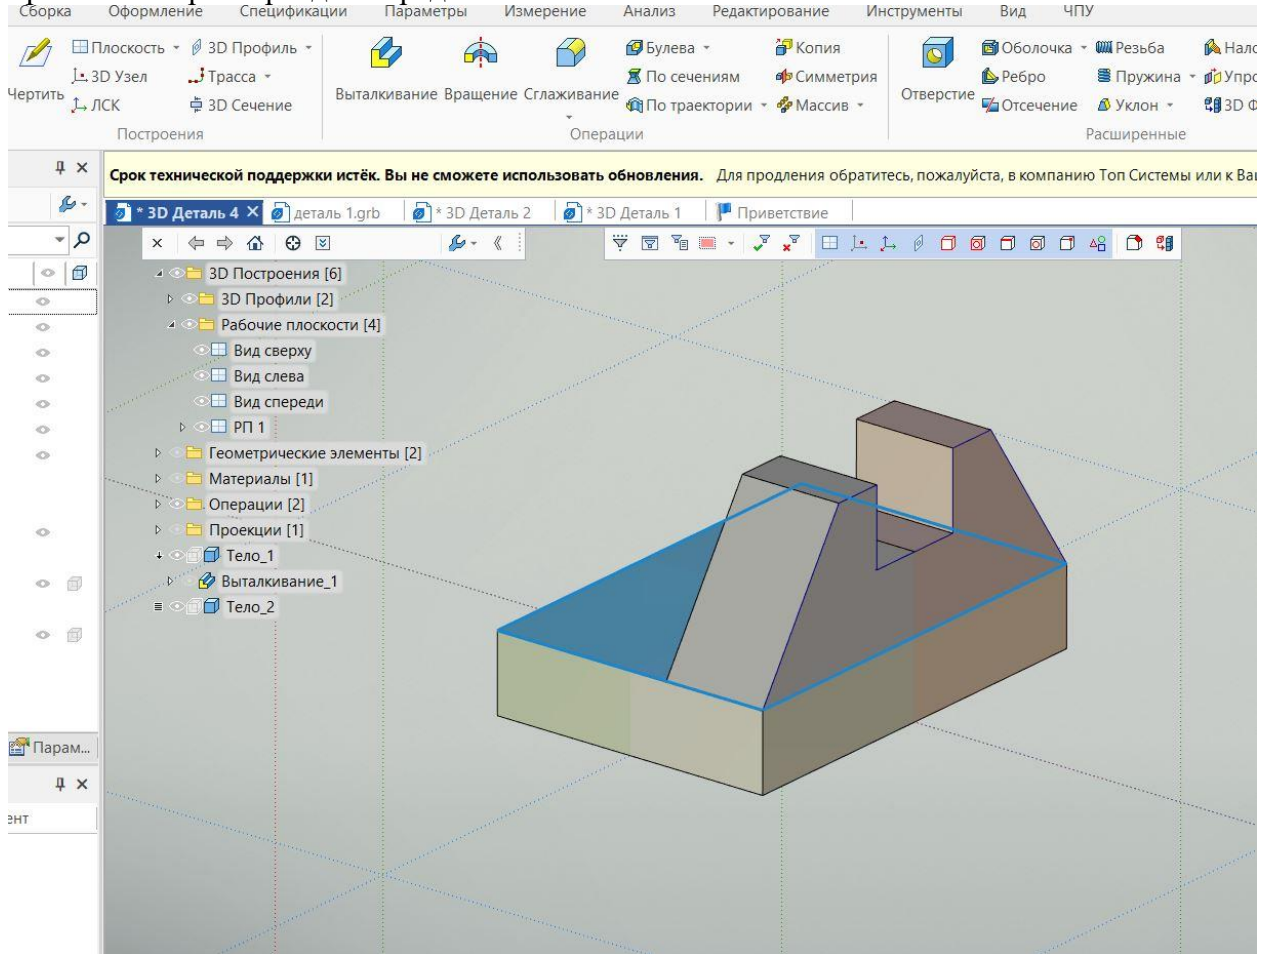 Сборка Оформление Спецификации Параметры Измерение Анализ Редактирование Инструменты Вид ЧПУ
Плоскость 3D Профиль Булева Копия Оболочка Резьба
3D Узел Трасса По сечениям Симметрия Ребро Пружина
Чертить Выталкивание Вращение Сглаживание Отверстие
ЛСК 3D Сечение По траектории Массив Отсечение Уклон 3D
Построения Операции Расширенные
Срок технической поддержки истёк. Вы не сможете использовать обновления. Для продления обратитесь, пожалуйста, в компанию Топ Системы или к
* 3D Деталь 4 деталь 1.grb * 3D Деталь 2 * 3D Деталь 1 Приветствие
3D Построения [6]
3D Профили [2]
Рабочие плоскости [4]
Вид сверху
Вид слева
Вид спереди
РП 1
Геометрические элементы [2]
Материалы [1]
Операции [2]
Проекции [1]
Тело_1
Выталкивание_1
Тело_2
Парам...
ент